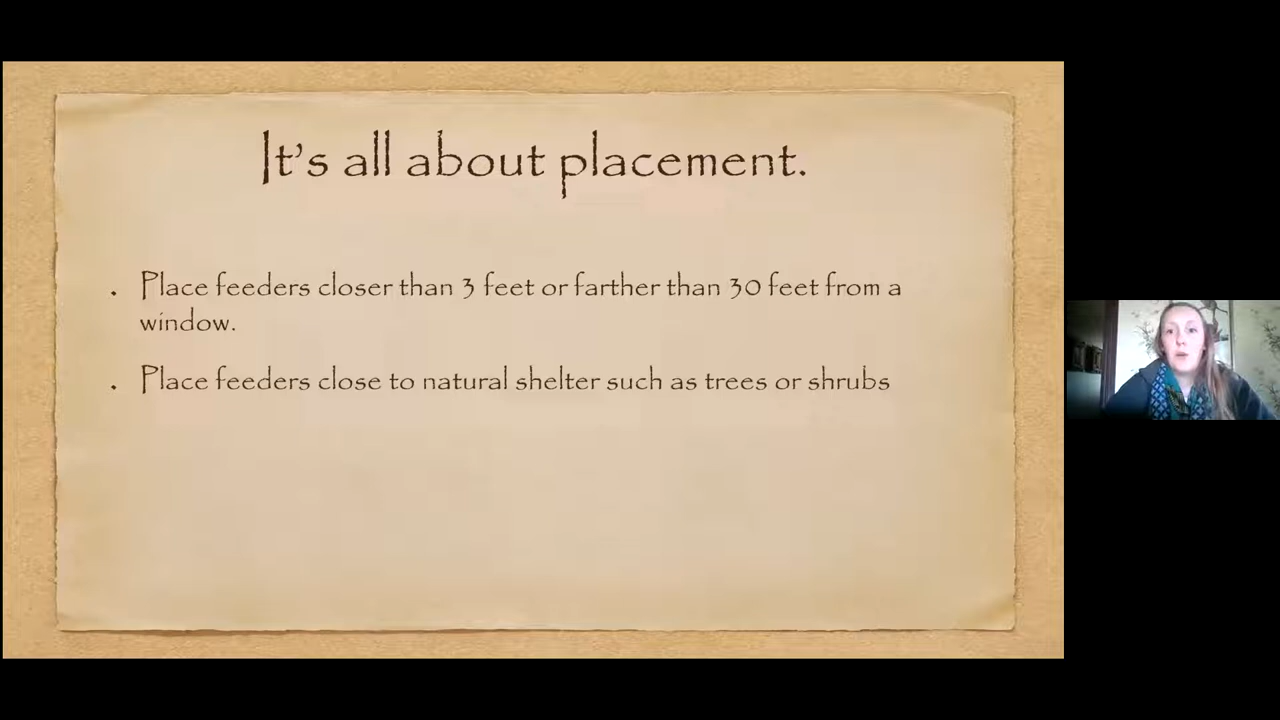 It's all about placement.
. Place feeders closer than 3 feet or farther than 30 feet from a
window.
. Place feeders close to natural shelter such as trees or shrubs